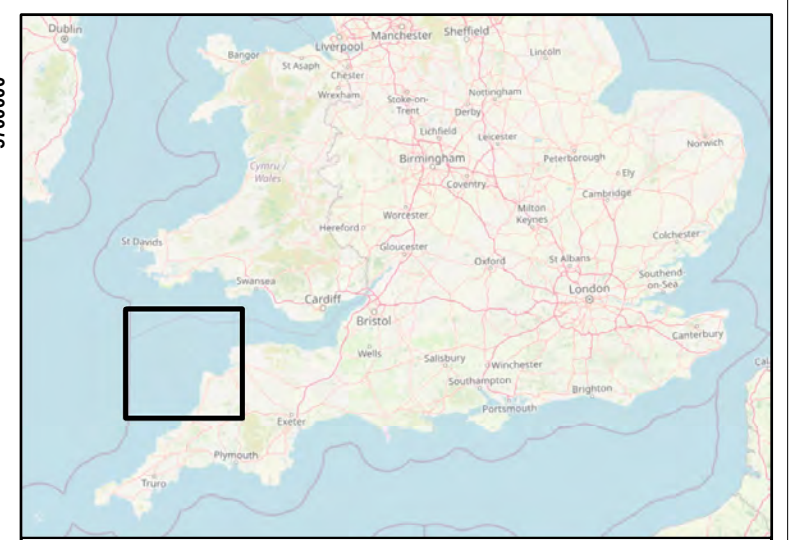 Dublin
Manchester
Sheffield
Liverpool
Bangor
Lincoln
St Asaph
Chester
Wrexham
Stoke-on-
Trent
Nottingham
Derby
Lichfield
Leicester
Norwich
Peterborough
Birmingham
Cymru /
Wales
Ely
Coventry
Cambridge
Worcester
Milton
Keynes
Hereford
Colchester
St Davids
Gloucester
Oxford
St Albans
Swansea
Southend-
on-Sea
London
Cardiff
Bristol
Canterbury
Wells
Salisbury
Winchester
Cal
Southampton
Brighton
Portsmouth
Exeter
Plymouth
Truro